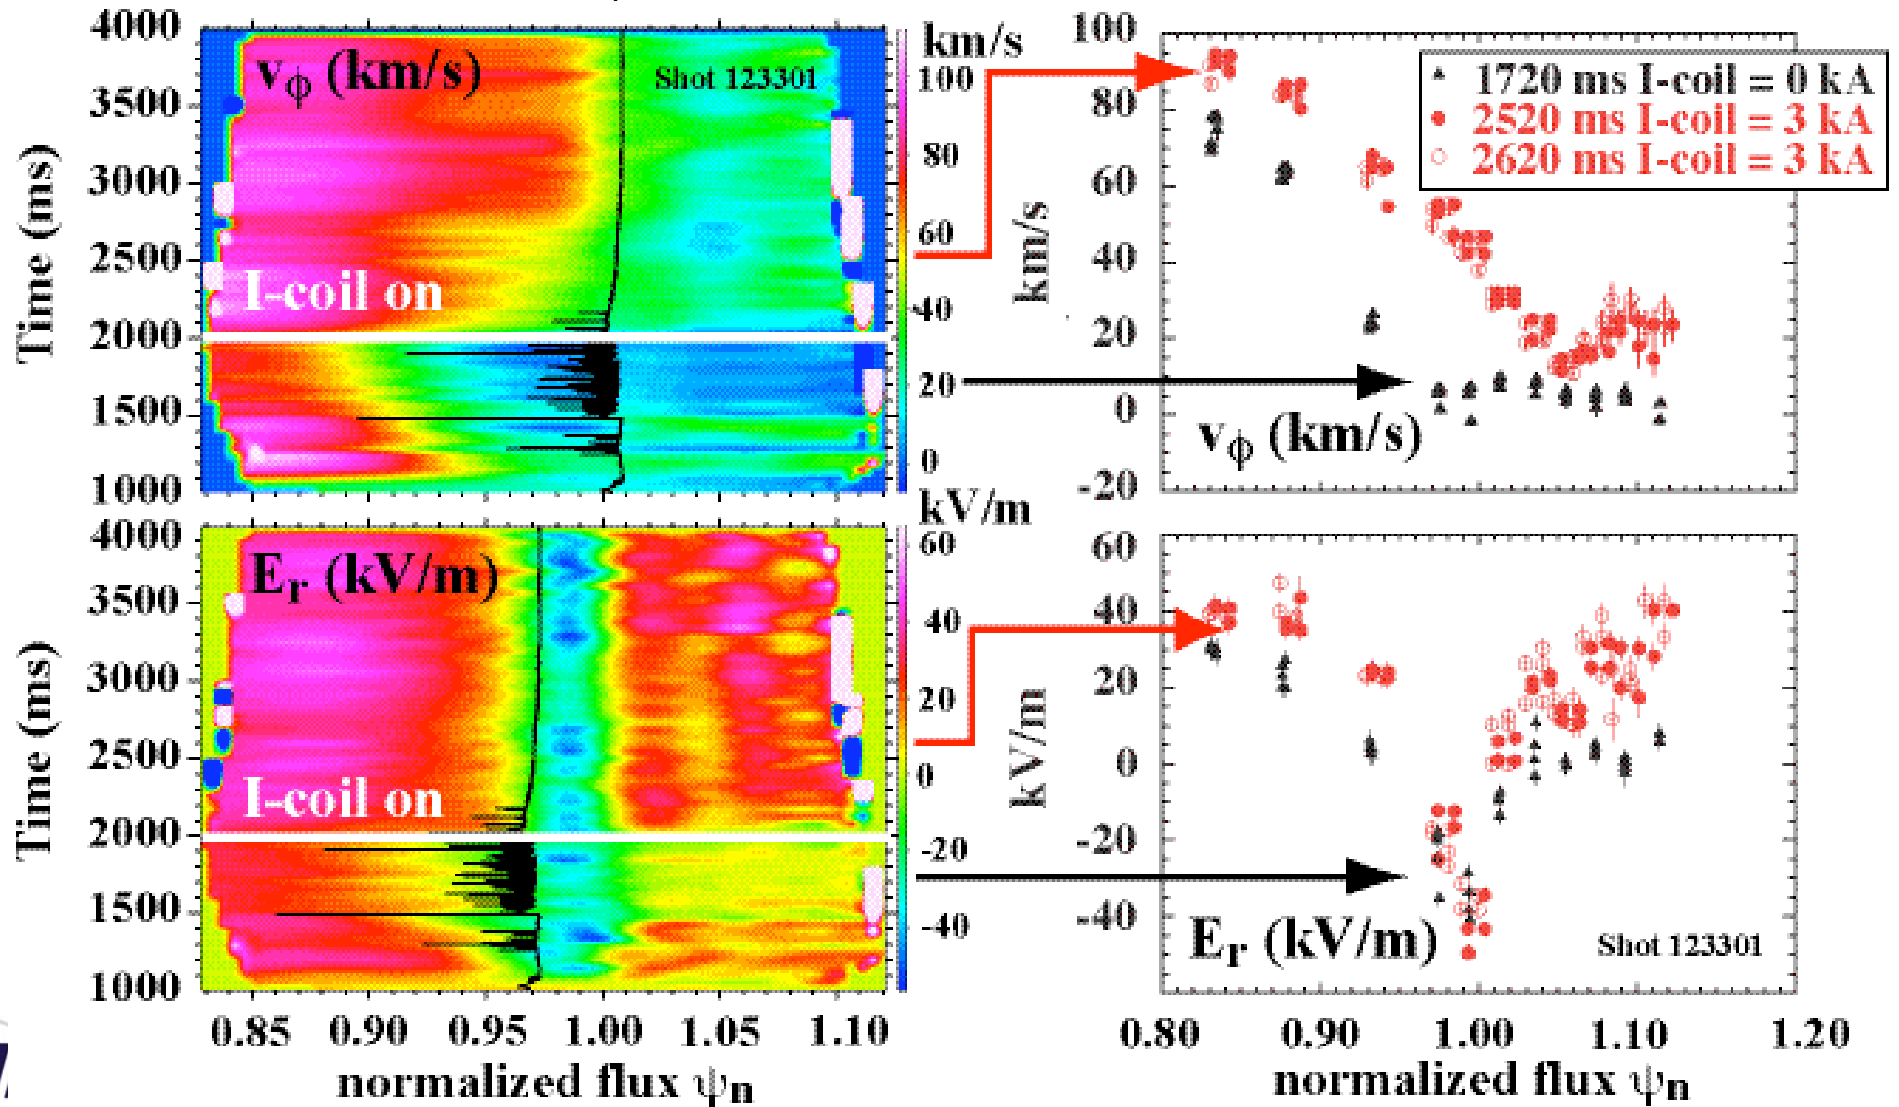 4000
3500
3000
2500
2000
1500
1000
Time (ms)
vϕ (km/s)
Shot 123301
I-coil on
km/s
100
80
60
40
20
0
100
80
60
40
20
0
-20
km/s
1720 ms I-coil = 0 kA
2520 ms I-coil = 3 kA
2620 ms I-coil = 3 kA
vϕ (km/s)
4000
3500
3000
2500
2000
1500
1000
Time (ms)
Er (kV/m)
I-coil on
kV/m
60
40
20
0
-20
-40
0.85 0.90 0.95 1.00 1.05 1.10
normalized flux ψn
60
40
20
0
-20
-40
kV/m
Er (kV/m)
Shot 123301
0.80 0.90 1.00 1.10 1.20
normalized flux ψn